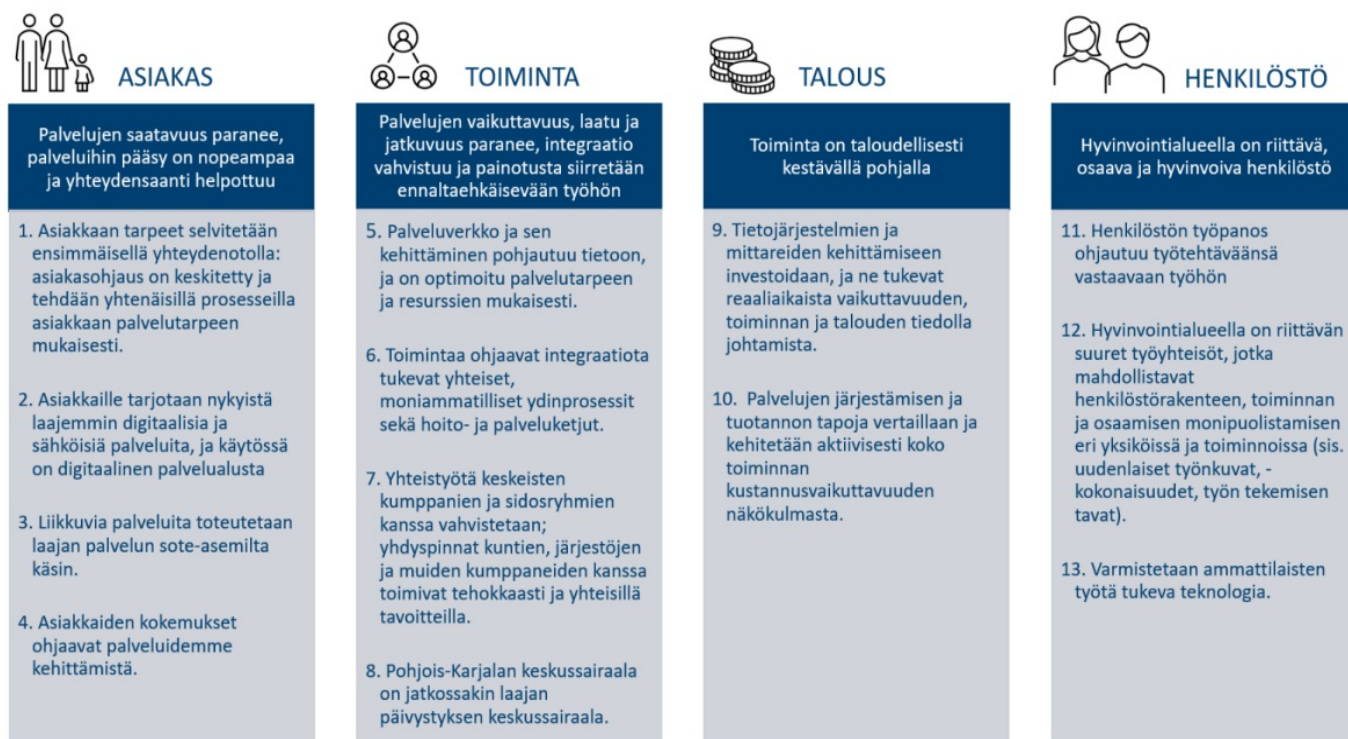 ASIAKAS
Palvelujen saatavuus paranee,
palveluihin pääsy on nopeampaa
ja yhteydensaanti helpottuu
1. Asiakkaan tarpeet selvitetään
ensimmäisellä yhteydenotolla:
asiakasohjaus on keskitetty ja
tehdään yhtenäisillä prosesseilla
asiakkaan palvelutarpeen
mukaisesti.
2. Asiakkaille tarjotaan nykyistä
laajemmin digitaalisia ja
sähköisiä palveluita, ja käytössä
on digitaalinen palvelualusta
3. Liikkuvia palveluita toteutetaan
laajan palvelun sote-asemilta
käsin.
4. Asiakkaiden kokemukset
ohjaavat palveluidemme
kehittämistä.
TOIMINTA
Palvelujen vaikuttavuus, laatu ja
jatkuvuus paranee, integraatio
vahvistuu ja painotusta siirretään
ennaltaehkäisevään työhön
5. Palveluverkko ja sen
kehittäminen pohjautuu tietoon,
ja on optimoitu palvelutarpeen
ja resurssien mukaisesti.
6. Toimintaa ohjaavat integraatiota
tukevat yhteiset,
moniammatilliset ydinprosessit
sekä hoito- ja palveluketjut.
7. Yhteistyötä keskeisten
kumppanien ja sidosryhmien
kanssa vahvistetaan;
yhdyspinnat kuntien, järjestöjen
ja muiden kumppaneiden kanssa
toimivat tehokkaasti ja yhteisillä
tavoitteilla.
8. Pohjois-Karjalan keskussairaala
on jatkossakin laajan
päivystyksen keskussairaala.
TALOUS
Toiminta on taloudellisesti
kestävällä pohjalla
9. Tietojärjestelmien ja
mittareiden kehittämiseen
investoidaan, ja ne tukevat
reaaliaikaista vaikuttavuuden,
toiminnan ja talouden tiedolla
johtamista.
10. Palvelujen järjestämisen ja
tuotannon tapoja vertaillaan ja
kehitetään aktiivisesti koko
toiminnan
kustannusvaikuttavuuden
näkökulmasta.
HENKILÖSTÖ
Hyvinvointialueella on riittävä,
osaava ja hyvinvoiva henkilöstö
11. Henkilöstön työpanos
ohjautuu työtehtäväänsä
vastaavaan työhön
12. Hyvinvointialueella on riittävän
suuret työyhteisöt, jotka
mahdollistavat
henkilöstörakenteen, toiminnan
ja osaamisen monipuolistamisen
eri yksiköissä ja toiminnoissa (sis.
uudenlaiset työnkuvat, -
kokonaisuudet, työn tekemisen
tavat).
13. Varmistetaan ammattilaisten
työtä tukeva teknologia.